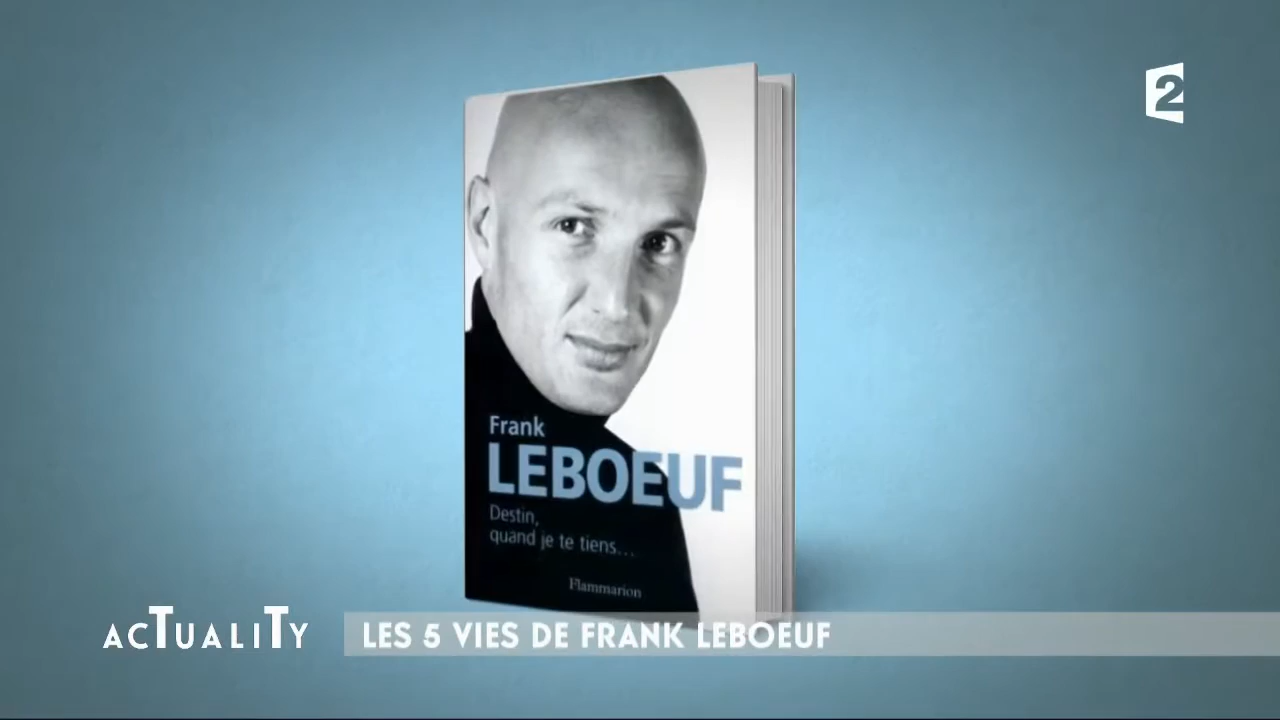 2
Frank
LEBOEUF
Destin,
quand je te tiens...
Flammarion
ACTUALITY
LES 5 VIES DE FRANK LEBOEUF